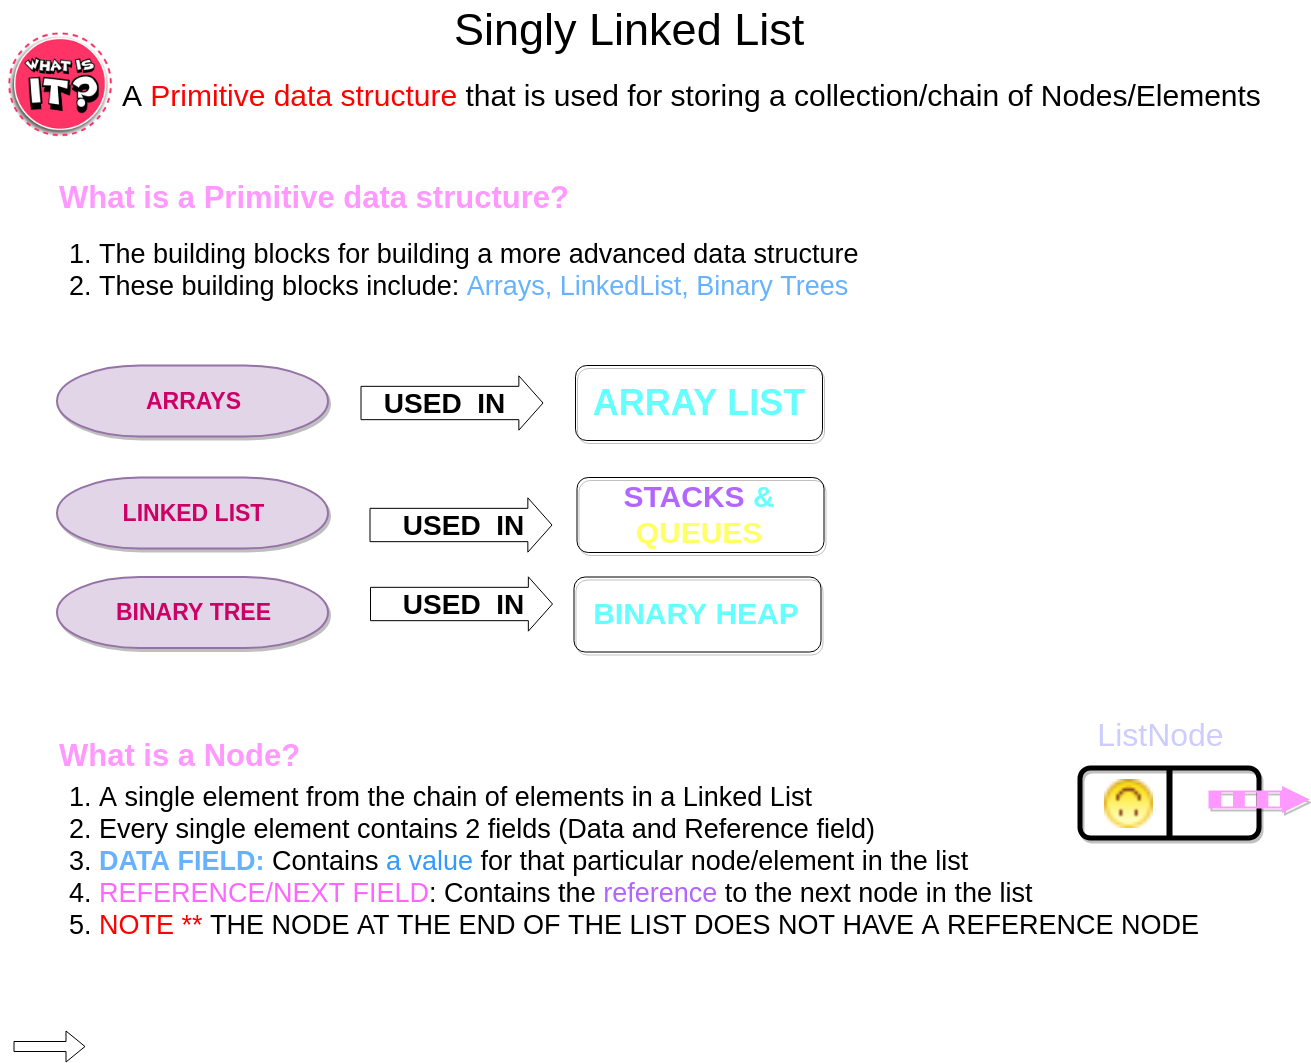 Singly Linked List
WHAT IS
IT?
A Primitive data structure that is used for storing a collection/chain of Nodes/Elements
What is a Primitive data structure?
1. The building blocks for building a more advanced data structure
2. These building blocks include: Arrays, LinkedList, Binary Trees
ARRAYS
USED IN
ARRAY LIST
LINKED LIST
USED IN
STACKS &
QUEUES
BINARY TREE
USED IN
BINARY HEAP
ListNode
What is a Node?
1. A single element from the chain of elements in a Linked List
2. Every single element contains 2 fields (Data and Reference field)
3. DATA FIELD: Contains a value for that particular node/element in the list
4. REFERENCE/NEXT FIELD: Contains the reference to the next node in the list
5. NOTE ** THE NODE AT THE END OF THE LIST DOES NOT HAVE A REFERENCE NODE